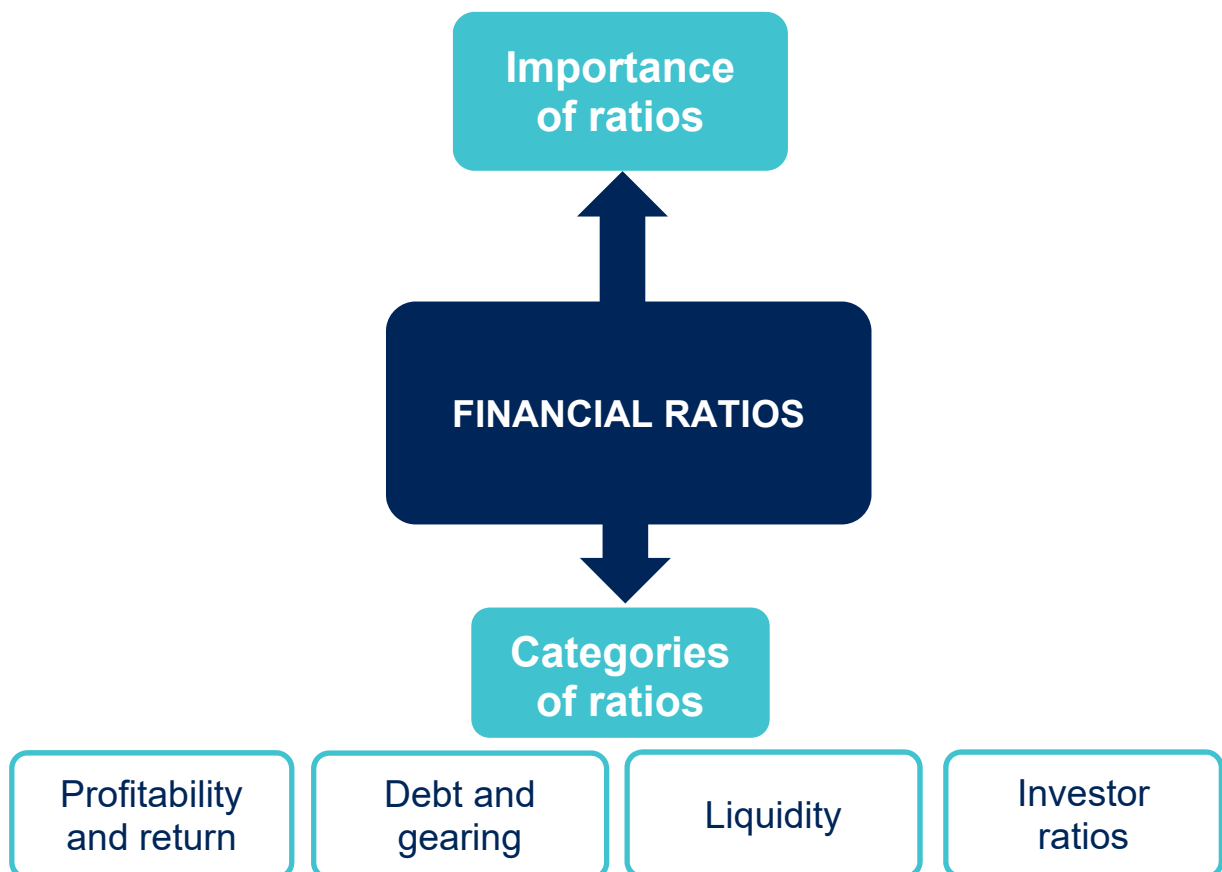 Importance
of ratios
FINANCIAL RATIOS
Categories
of ratios
Profitability
and return
Debt and
gearing
Liquidity
Investor
ratios